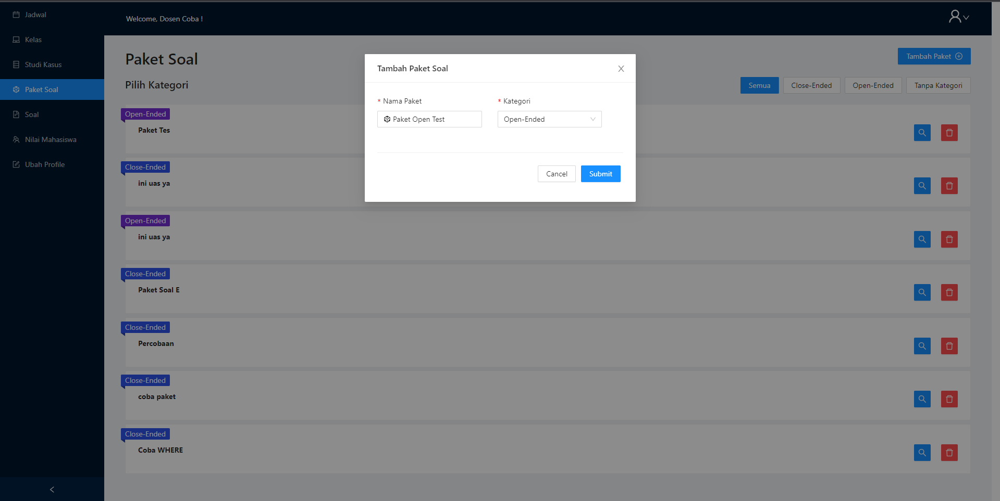 Jadwal
Kelas
Studi Kasus
Paket Soal
Soal
Nilai Mahasiswa
Ubah Profile
Welcome, Dosen Coba !
Paket Soal
Tambah Paket
Pilih Kategori
Semua
Close-Ended
Open-Ended
Tanpa Kategori
Open-Ended
Paket Tes
Close-Ended
ini uas ya
Open-Ended
ini uas ya
Close-Ended
Paket Soal E
Close-Ended
Percobaan
Close-Ended
coba paket
Close-Ended
Coba WHERE
Tambah Paket Soal
* Nama Paket
Paket Open Test
* Kategori
Open-Ended
Cancel
Submit